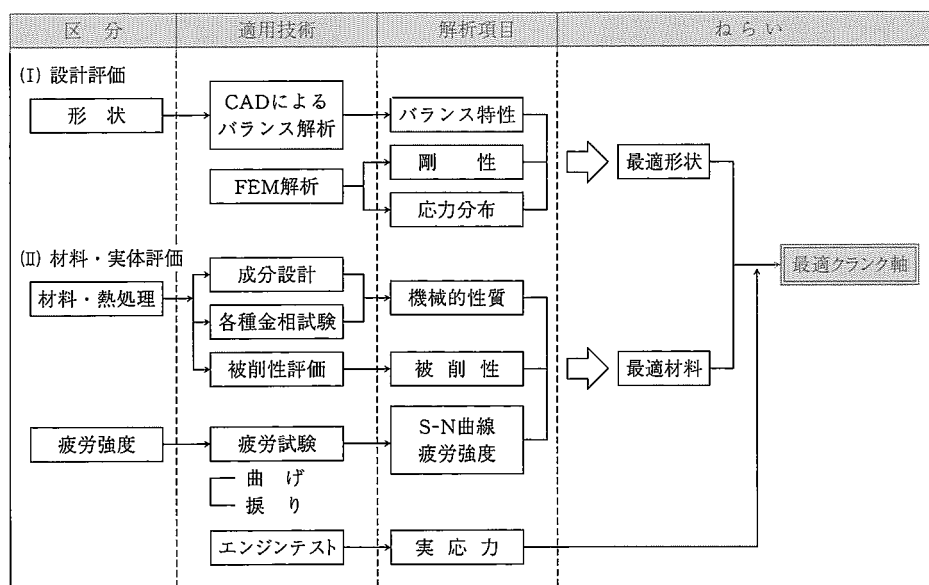 区 分 適用技術 解析項目 ね ら い
(I) 設計評価
形 状
CADによる
バランス解析
バランス特性
FEM解析
剛 性
応力分布
最適形状
(II) 材料・実体評価
材料・熱処理
成分設計
各種金相試験
機械的性質
被削性評価
被 削 性
最適材料
最適クランク軸
疲労強度
疲労試験
S-N曲線
疲労強度
曲 げ
振 り
エンジンテスト
実 応 力